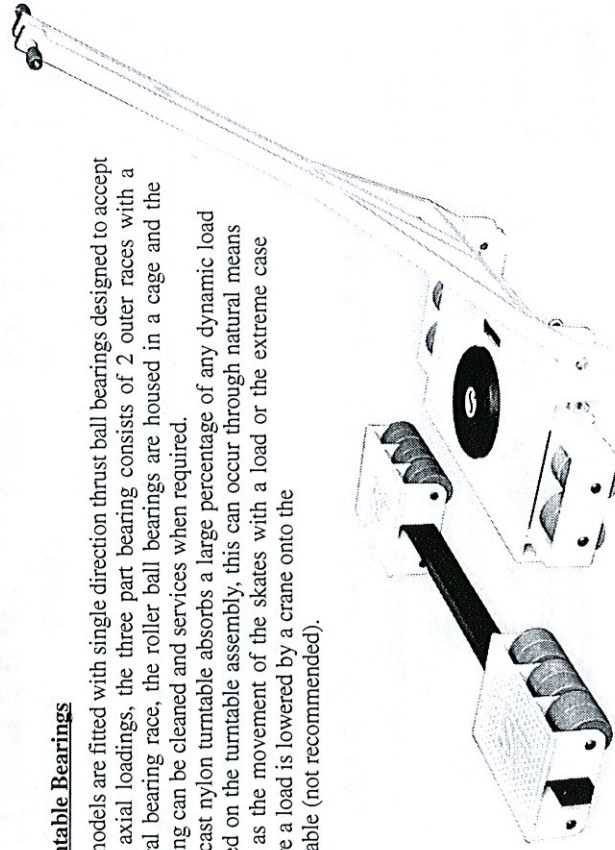 ntable Bearings
nodels are fitted with single direction thrust ball bearings designed to accept
axial loadings, the three part bearing consists of 2 outer races with a
al bearing race, the roller ball bearings are housed in a cage and the
ng can be cleaned and services when required.
cast nylon turntable absorbs a large percentage of any dynamic load
ed on the turntable assembly, this can occur through natural means
as the movement of the skates with a load or the extreme case
e a load is lowered by a crane onto the
able (not recommended).